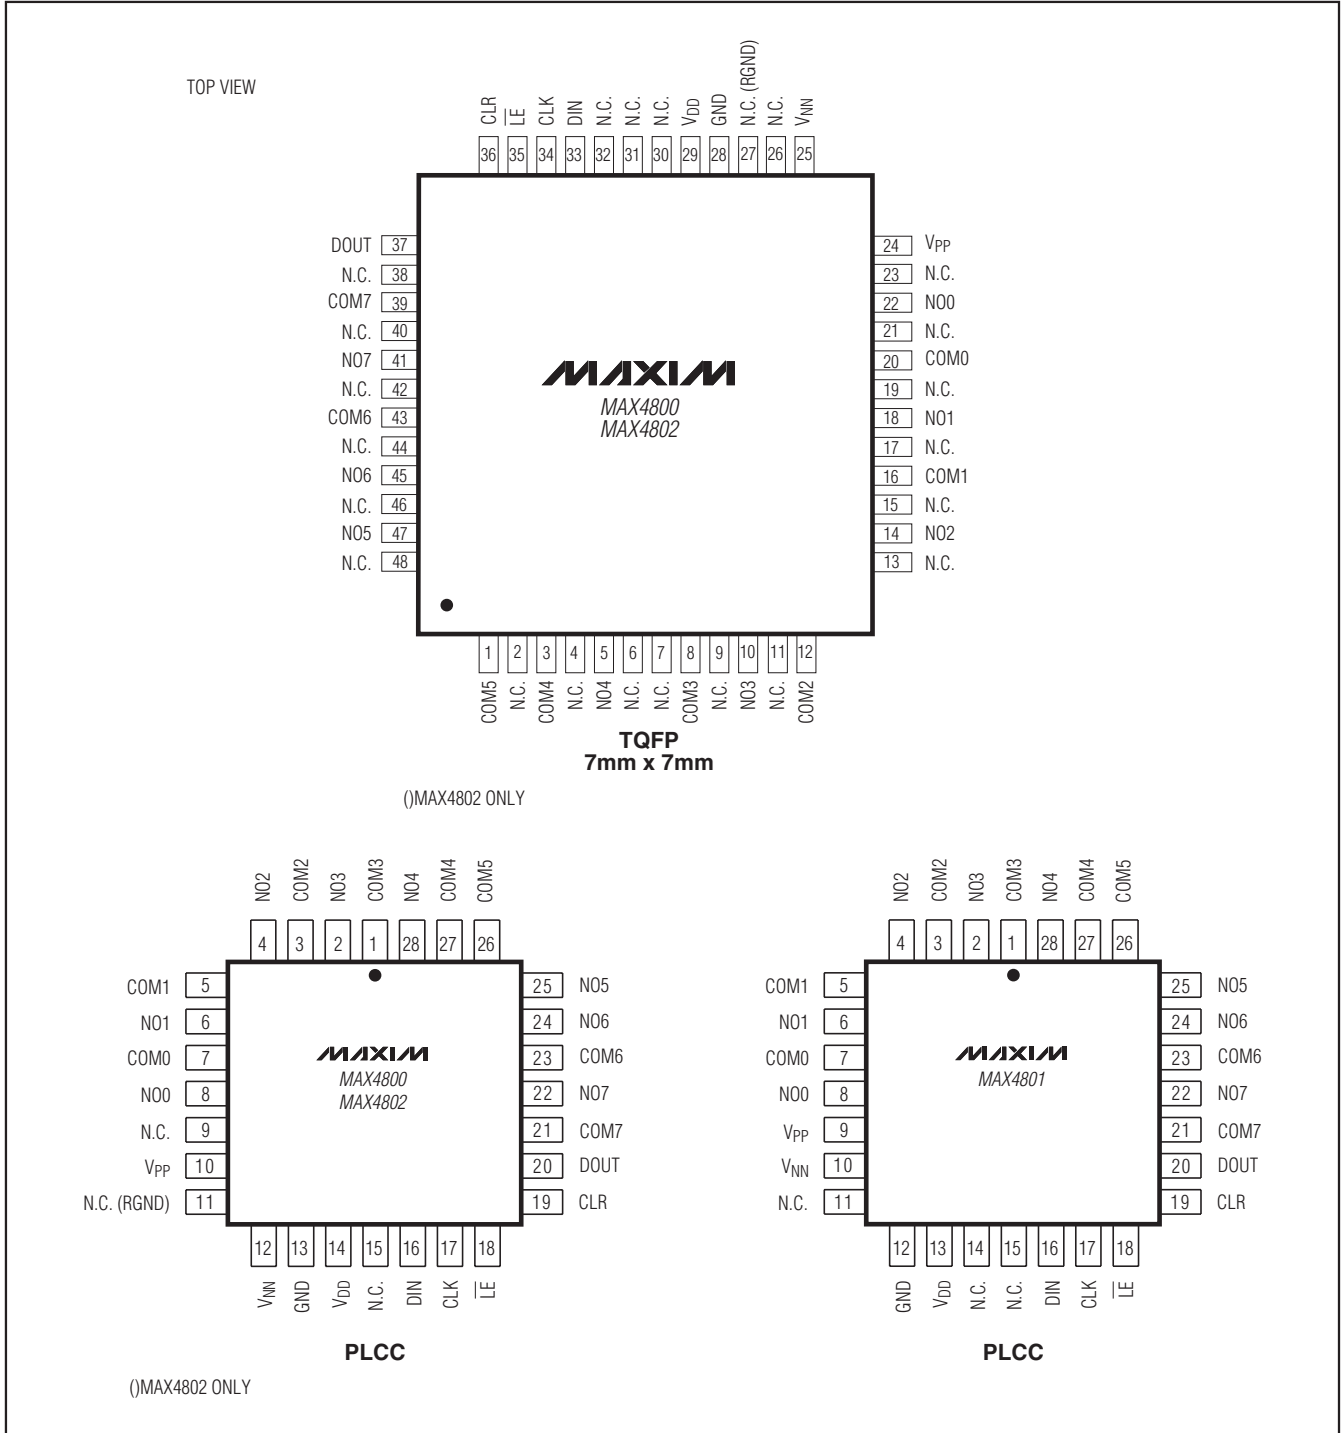 TOP VIEW
CLR LE CLK DIN N.C. N.C. N.C. VDD GND N.C. (RGND) N.C. VNN
36 35 34 33 32 31 30 29 28 27 26 25
DOUT 37
N.C. 38
COM7 39
N.C. 40
NO7 41
N.C. 42
COM6 43
N.C. 44
NO6 45
N.C. 46
NO5 47
N.C. 48
MAXIM
MAX4800
MAX4802
24 VPP
23 N.C.
22 NO0
21 N.C.
20 COM0
19 N.C.
18 NO1
17 N.C.
16 COM1
15 N.C.
14 NO2
13 N.C.
1 2 3 4 5 6 7 8 9 10 11 12
COM5 N.C. COM4 N.C. NO4 N.C. N.C. COM3 N.C. NO3 N.C. COM2
TQFP
7mm x 7mm
()MAX4802 ONLY
NO2 COM2 NO3 COM3 NO4 COM4 COM5
4 3 2 1 28 27 26
COM1 5
NO1 6
COM0 7
NO0 8
N.C. 9
VPP 10
N.C. (RGND) 11
MAXIM
MAX4800
MAX4802
25 NO5
24 NO6
23 COM6
22 NO7
21 COM7
20 DOUT
19 CLR
12 13 14 15 16 17 18
VNN GND VDD N.C. DIN CLK LE
PLCC
()MAX4802 ONLY
NO2 COM2 NO3 COM3 NO4 COM4 COM5
4 3 2 1 28 27 26
COM1 5
NO1 6
COM0 7
NO0 8
VPP 9
VNN 10
N.C. 11
MAXIM
MAX4801
25 NO5
24 NO6
23 COM6
22 NO7
21 COM7
20 DOUT
19 CLR
12 13 14 15 16 17 18
GND VDD N.C. N.C. DIN CLK LE
PLCC